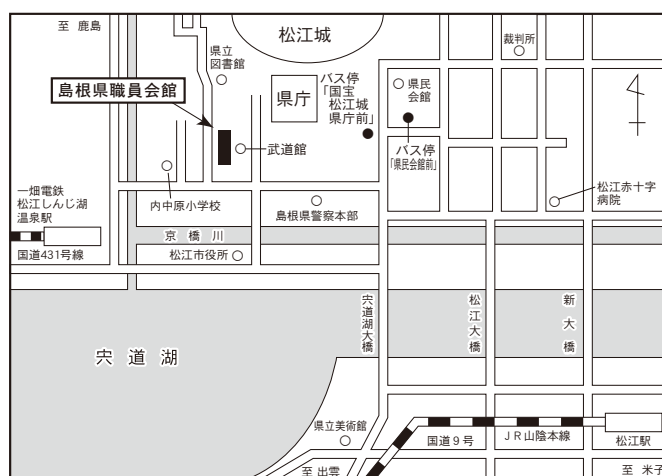 至 鹿島
松江城
裁判所
県立
図書館
島根県職員会館
県庁
バス停
「国宝
松江城
県庁前」
県民
会館
バス停
「県民会館前」
武道館
一畑電鉄
松江しんじ湖
温泉駅
内中原小学校
島根県警察本部
松江赤十字
病院
京橋川
国道431号線
松江市役所
宍道湖
宍道湖大橋
松江大橋
新大橋
県立美術館
国道9号
JR山陰本線
松江駅
至 出雲
至 米子